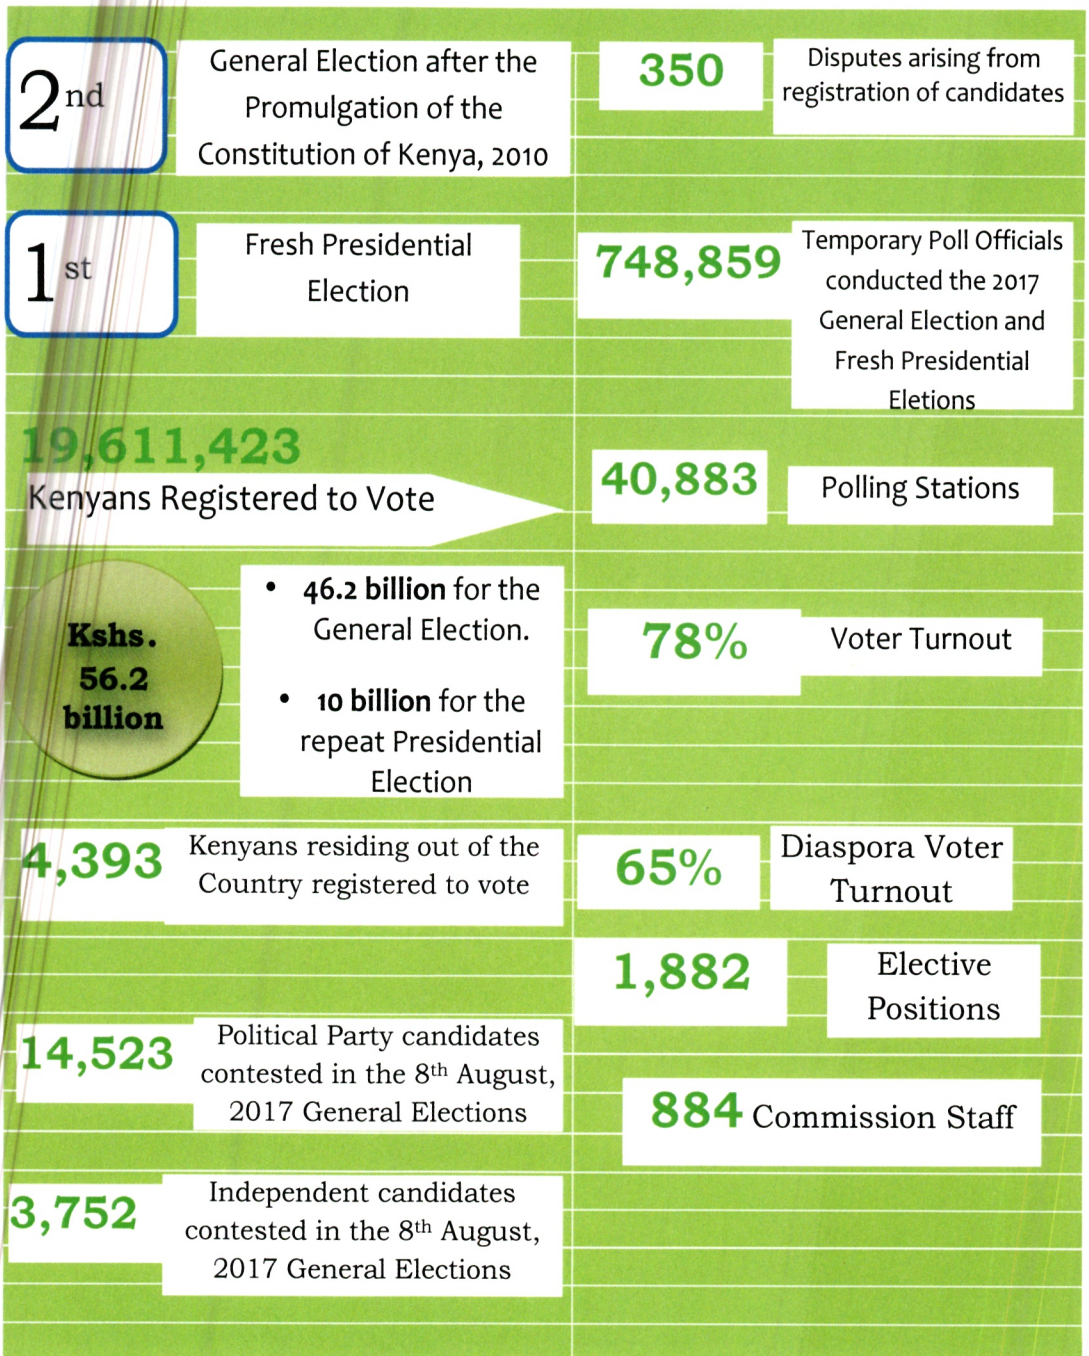 2nd
General Election after the
Promulgation of the
Constitution of Kenya, 2010
350
Disputes arising from
registration of candidates
1st
Fresh Presidential
Election
748,859
Temporary Poll Officials
conducted the 2017
General Election and
Fresh Presidential
Eletions
19,611,423
Kenyans Registered to Vote
40,883
Polling Stations
Kshs.
56.2
billion
• 46.2 billion for the
General Election.
• 10 billion for the
repeat Presidential
Election
78%
Voter Turnout
4,393
Kenyans residing out of the
Country registered to vote
65%
Diaspora Voter
Turnout
1,882
Elective
Positions
14,523
Political Party candidates
contested in the 8th August,
2017 General Elections
884 Commission Staff
3,752
Independent candidates
contested in the 8th August,
2017 General Elections